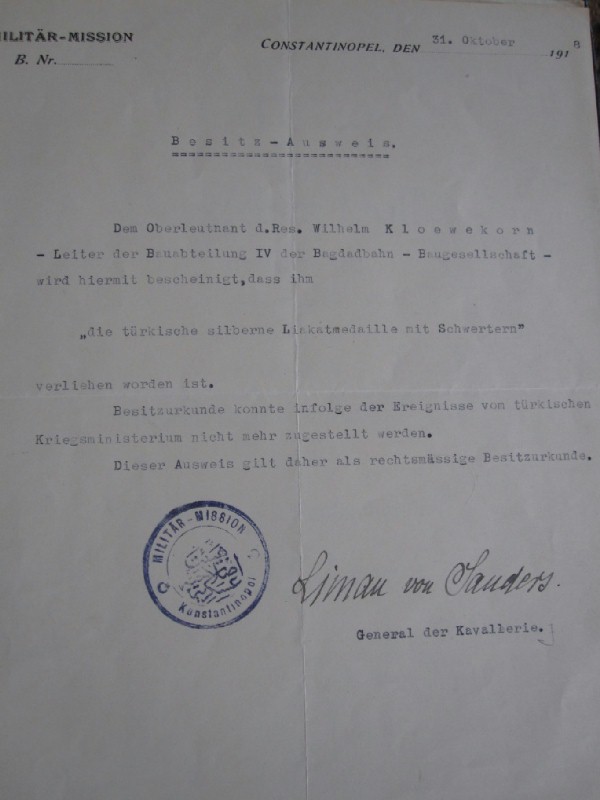 MILITÄR-MISSION
B. Nr.
CONSTANTINOPEL, DEN 31. Oktober 1918
Besitz-Ausweis.
Dem Oberleutnant d.Res. Wilhelm Kloewekorn
- Leiter der Bauabteilung IV der Bagdadbahn - Baugesellschaft -
wird hiermit bescheinigt,dass ihm
„die türkische silberne Liakatmedaille mit Schwertern"
verliehen worden ist.
Besitzurkunde konnte infolge der Ereignisse vom türkischen
Kriegsministerium nicht mehr zugestellt werden.
Dieser Ausweis gilt daher als rechtsmässige Besitzurkunde.
MILITÄR-MISSION
Konstantinopel
Liman von Sanders.
General der Kavallerie.